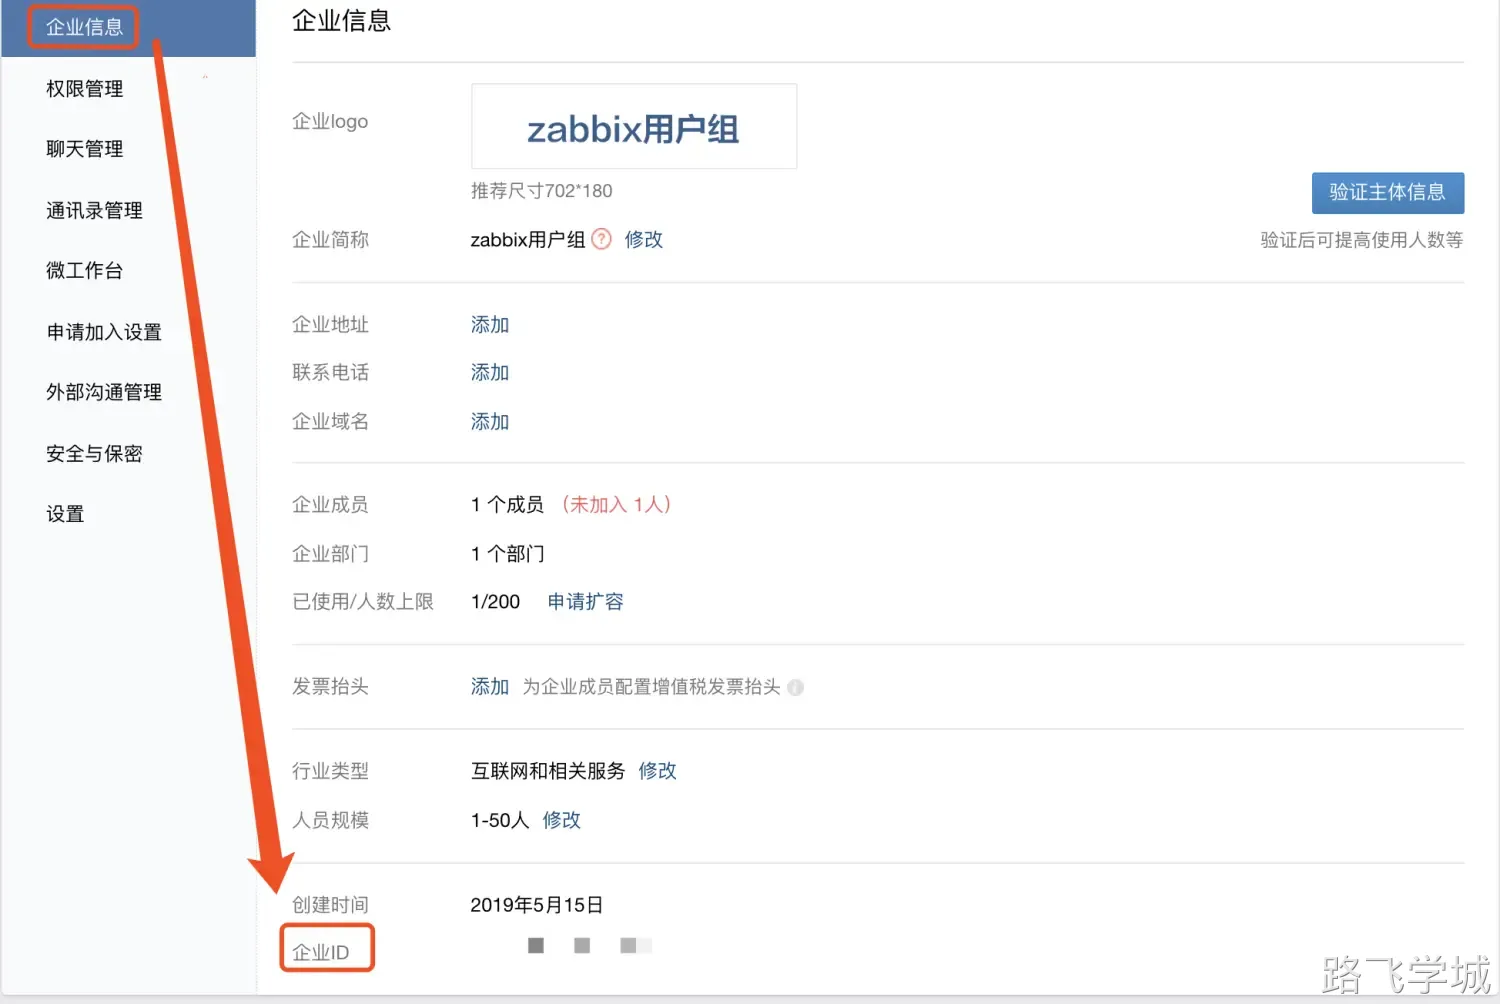 企业信息
权限管理
聊天管理
通讯录管理
微工作台
申请加入设置
外部沟通管理
安全与保密
设置
企业信息
企业logo
zabbix用户组
推荐尺寸702*180
验证主体信息
企业简称 zabbix用户组 ? 修改 验证后可提高使用人数等
企业地址 添加
联系电话 添加
企业域名 添加
企业成员 1 个成员 （未加入 1人）
企业部门 1 个部门
已使用/人数上限 1/200 申请扩容
发票抬头 添加 为企业成员配置增值税发票抬头 i
行业类型 互联网和相关服务 修改
人员规模 1-50人 修改
创建时间 2019年5月15日
企业ID
路飞学城